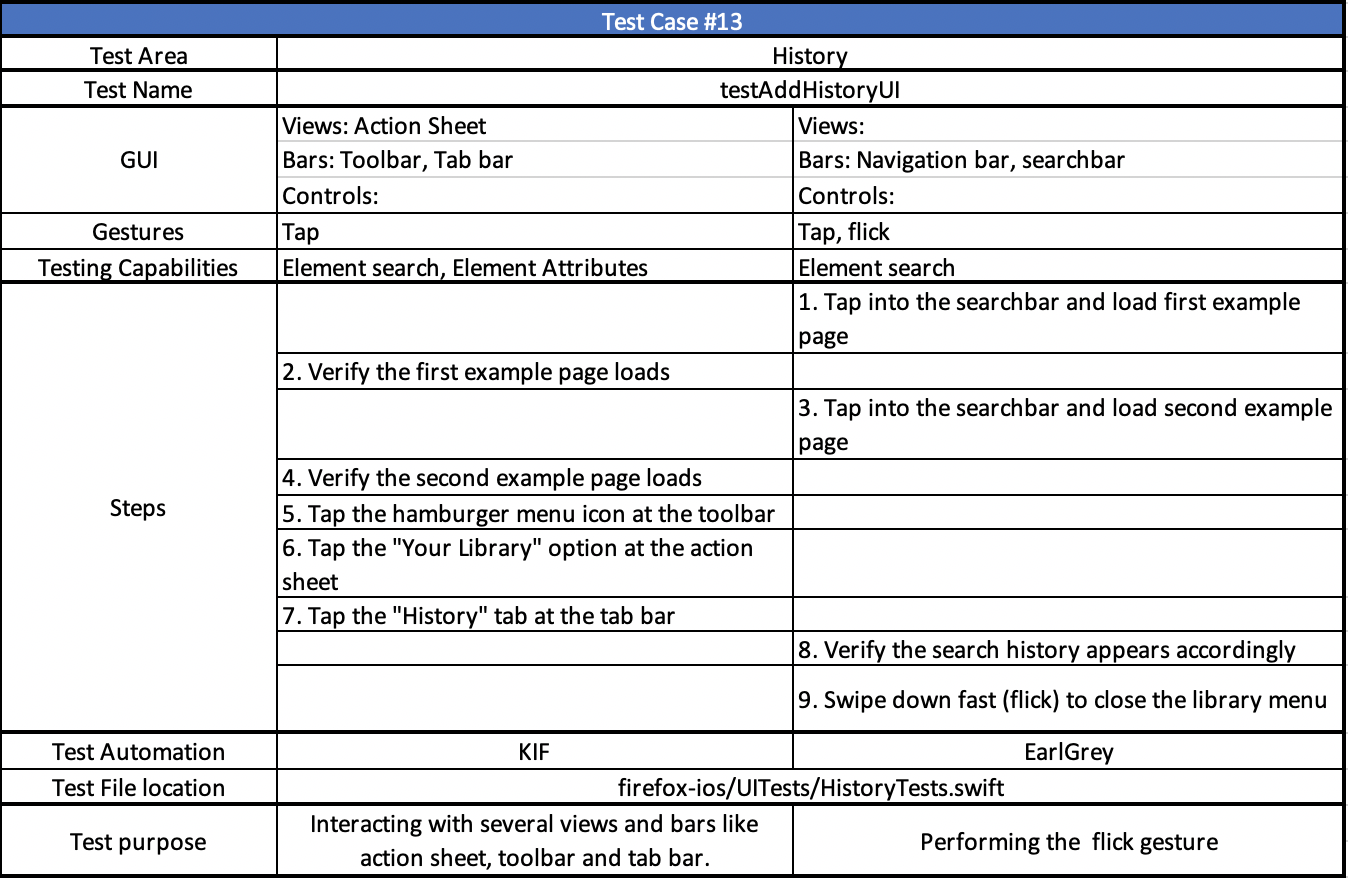 Test Case #13
Test Area
History
Test Name
testAddHistoryUI
GUI
Views: Action Sheet
Views:
Bars: Toolbar, Tab bar
Bars: Navigation bar, searchbar
Controls:
Controls:
Gestures
Tap
Tap, flick
Testing Capabilities
Element search, Element Attributes
Element search
Steps
1. Tap into the searchbar and load first example
page
2. Verify the first example page loads
3. Tap into the searchbar and load second example
page
4. Verify the second example page loads
5. Tap the hamburger menu icon at the toolbar
6. Tap the "Your Library" option at the action
sheet
7. Tap the "History" tab at the tab bar
8. Verify the search history appears accordingly
9. Swipe down fast (flick) to close the library menu
Test Automation
KIF
EarlGrey
Test File location
firefox-ios/UITests/HistoryTests.swift
Test purpose
Interacting with several views and bars like
action sheet, toolbar and tab bar.
Performing the  flick gesture